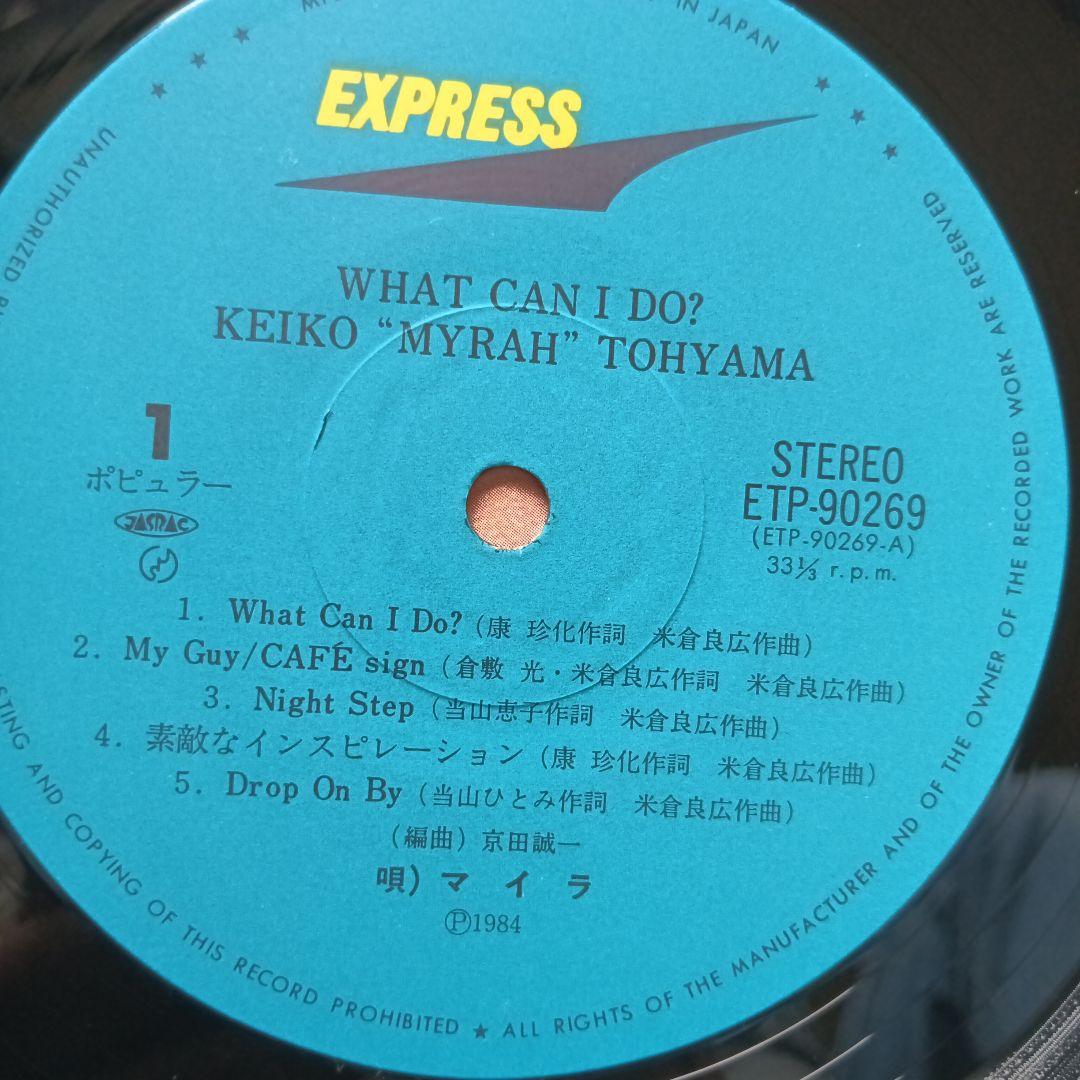 IN JAPAN
EXPRESS
WHAT CAN I DO?
KEIKO “MYRAH” TOHYAMA
1
ポピュラー
JASRAC
STEREO
ETP-90269
(ETP-90269-A)
33⅓ r.p.m.
1. What Can I Do? (康 珍化作詞 米倉良広作曲)
2. My Guy/CAFÉ sign (倉敷 光・米倉良広作詞 米倉良広作曲)
3. Night Step (当山恵子作詞 米倉良広作曲)
4. 素敵なインスピレーション (康 珍化作詞 米倉良広作曲)
5. Drop On By (当山ひとみ作詞 米倉良広作曲)
(編曲) 京田誠一
唄) マイラ
Ⓟ1984
UNAUTHORIZED
AND COPYING OF THIS RECORD PROHIBITED ★ ALL RIGHTS OF THE MANUFACTURER AND OF THE OWNER OF THE RECORDED WORK ARE RESERVED